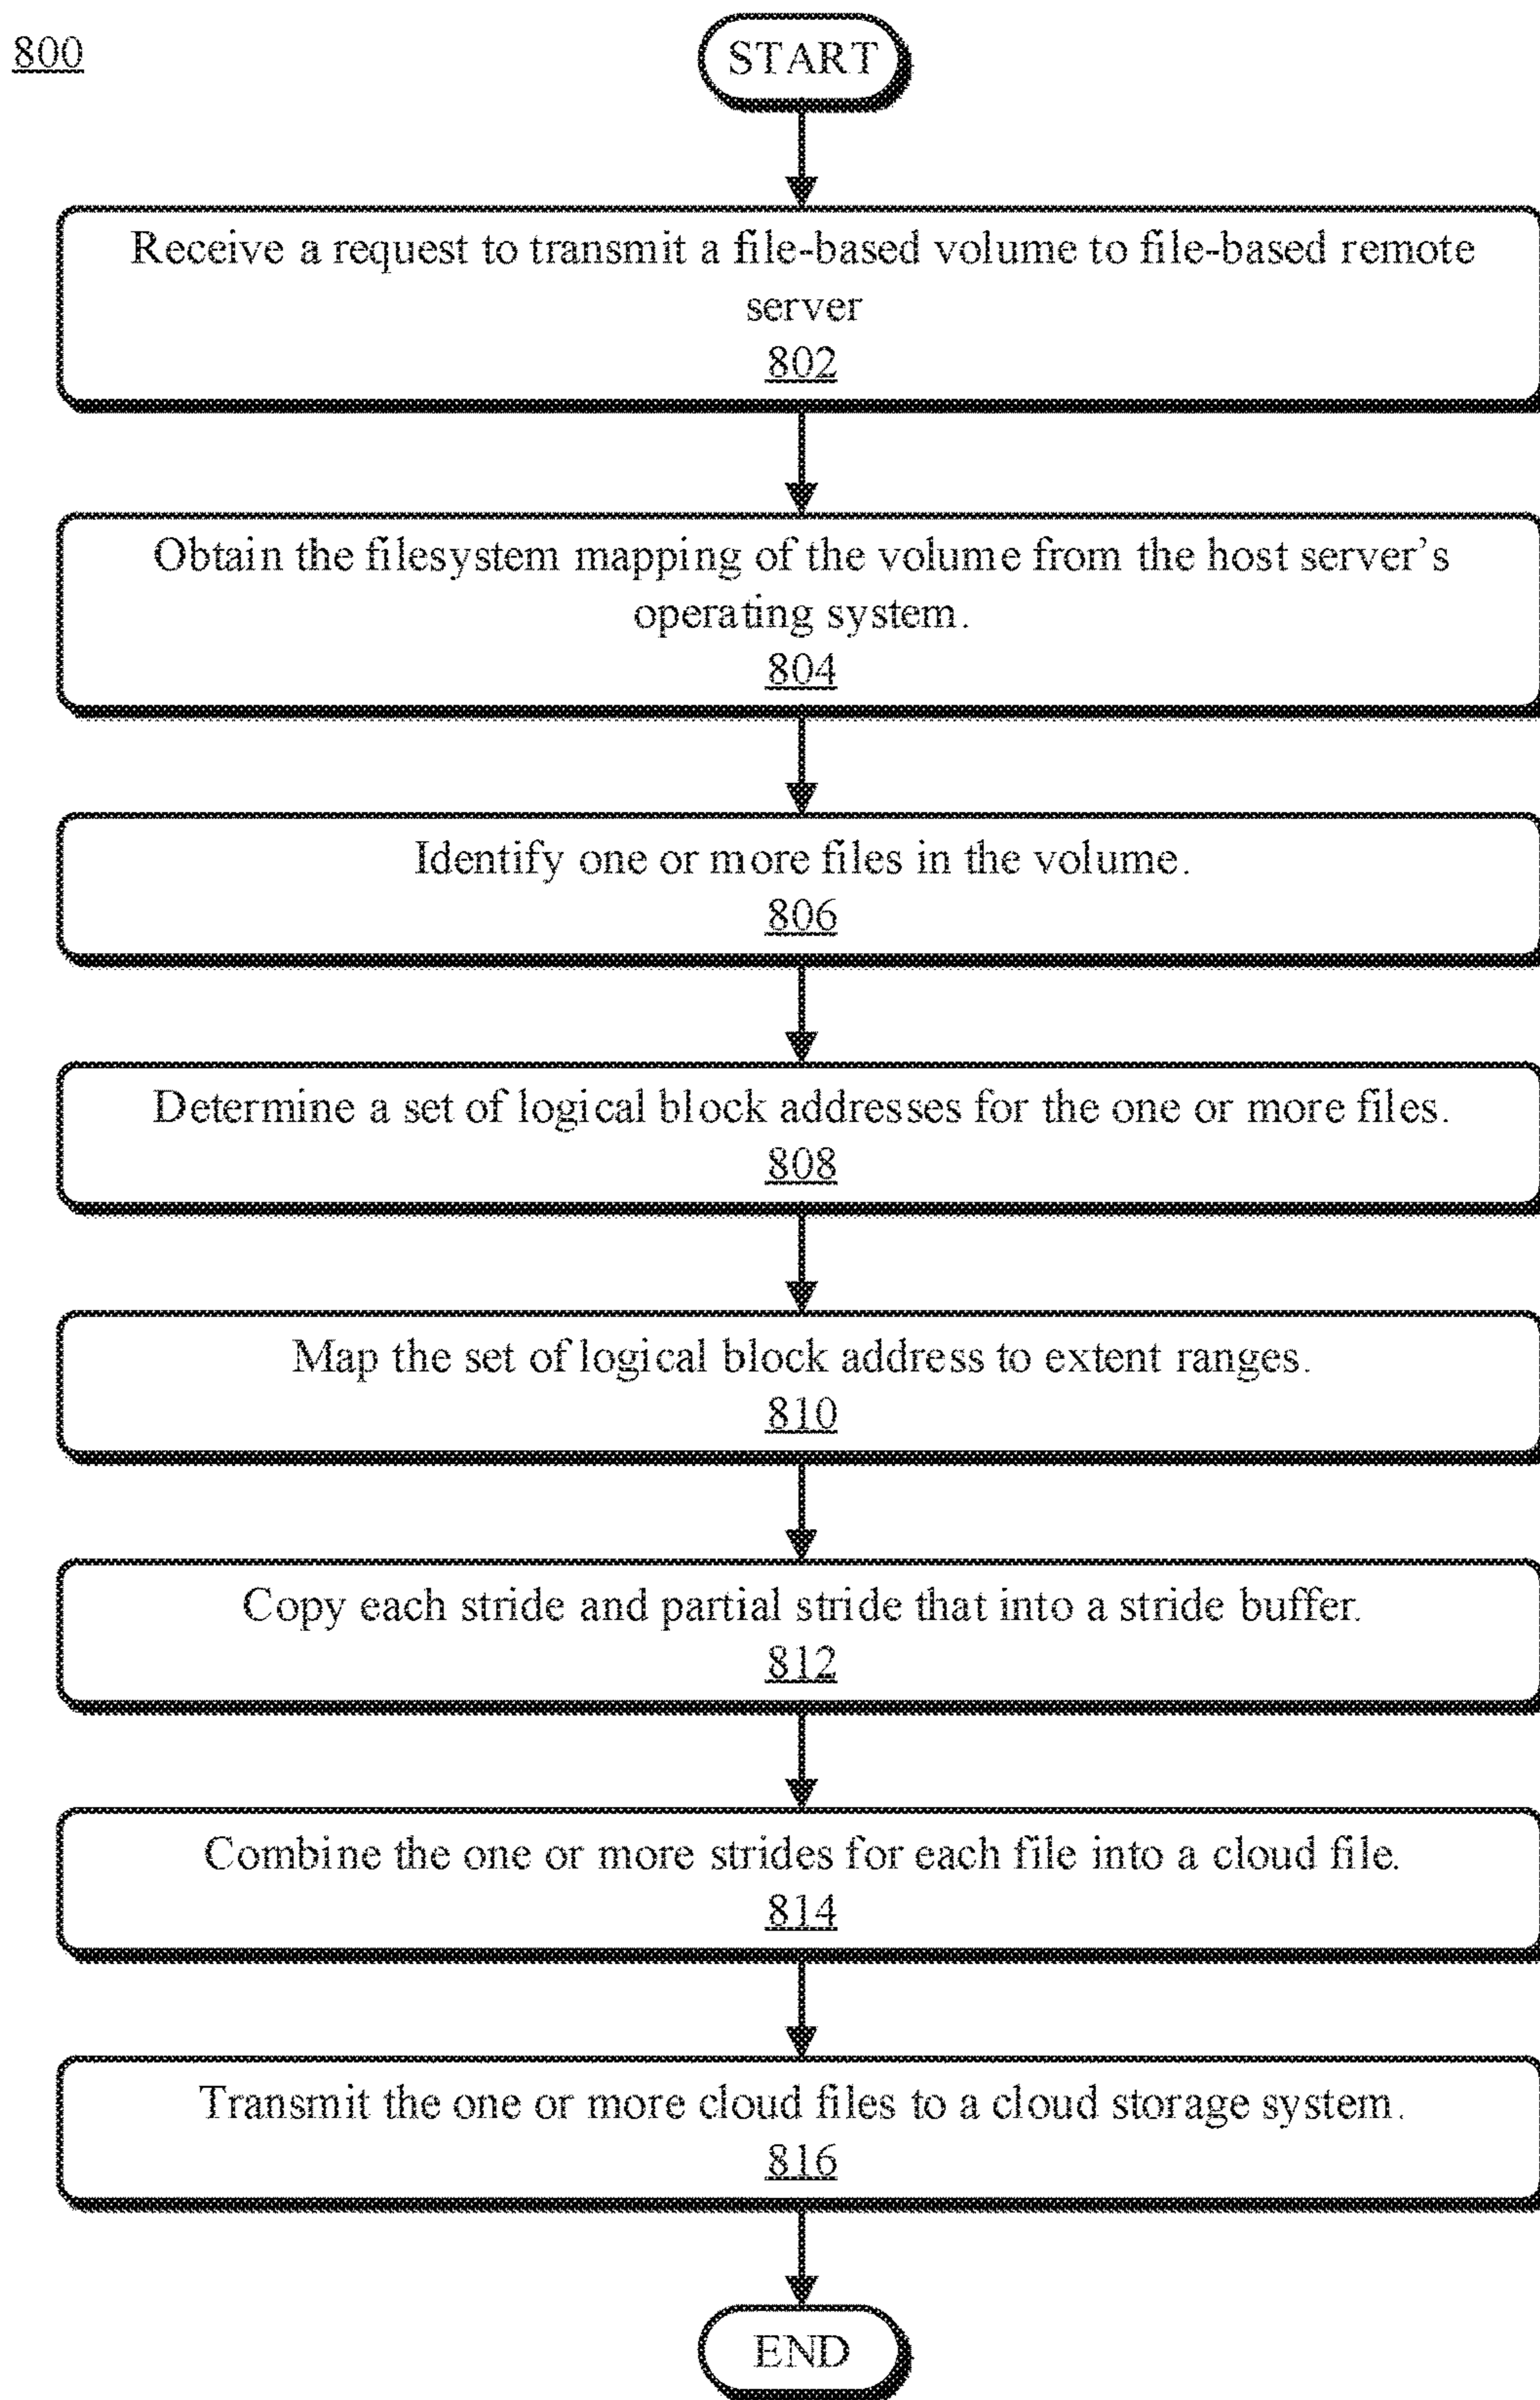 800
START
Receive a request to transmit a file-based volume to file-based remote
server
802
Obtain the filesystem mapping of the volume from the host server's
operating system.
804
Identify one or more files in the volume.
806
Determine a set of logical block addresses for the one or more files.
808
Map the set of logical block address to extent ranges.
810
Copy each stride and partial stride that into a stride buffer.
812
Combine the one or more strides for each file into a cloud file.
814
Transmit the one or more cloud files to a cloud storage system.
816
END